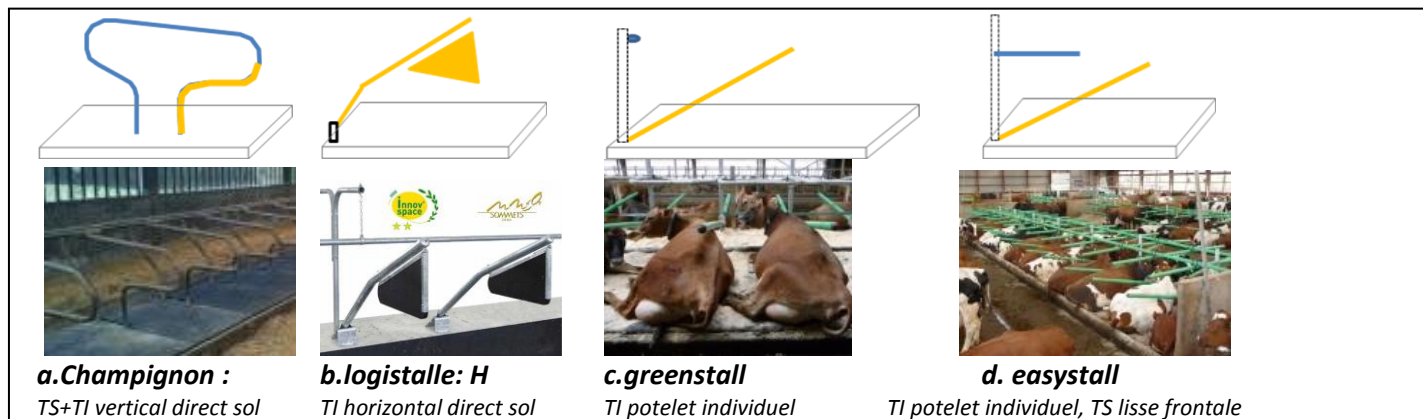 innov'
space
SOMMETS
a.Champignon :
b.logistalle: H
c.greenstall
d. easystall
TS+TI vertical direct sol
TI horizontal direct sol
TI potelet individuel
TI potelet individuel, TS lisse frontale